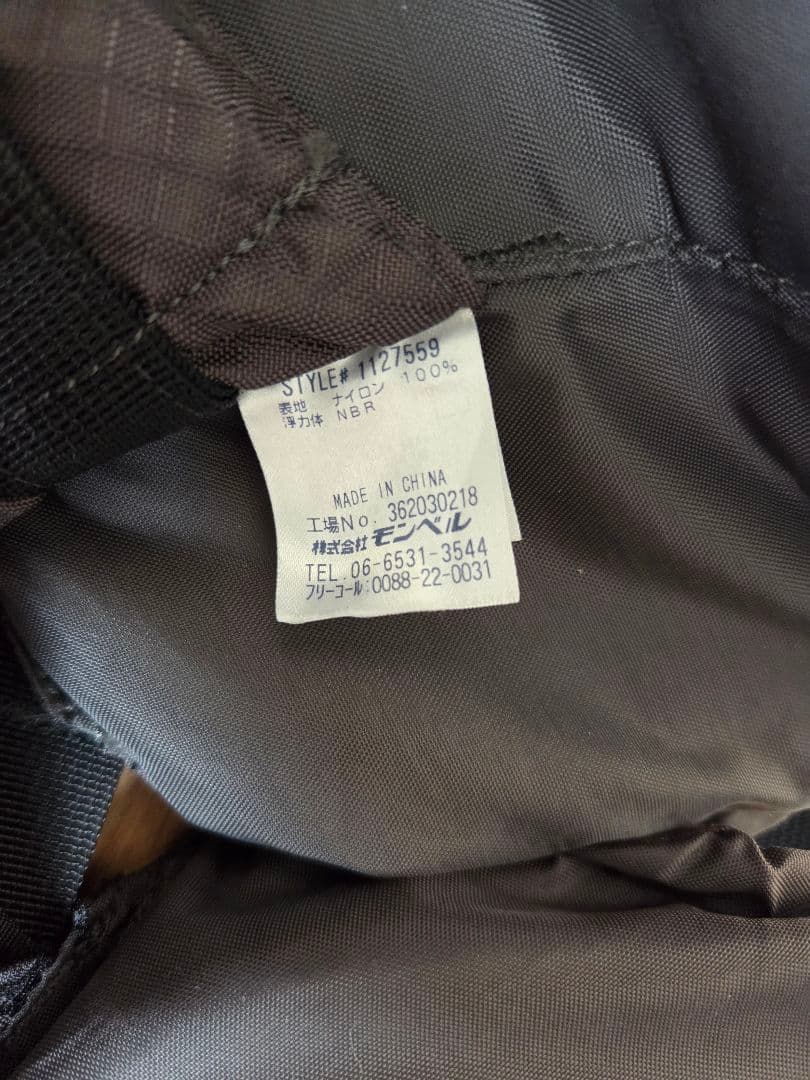 STYLE# 1127559
表地 ナイロン 100%
浮力体 NBR
MADE IN CHINA
工場No. 362030218
株式会社モンベル
TEL.06-6531-3544
フリーコール:0088-22-0031